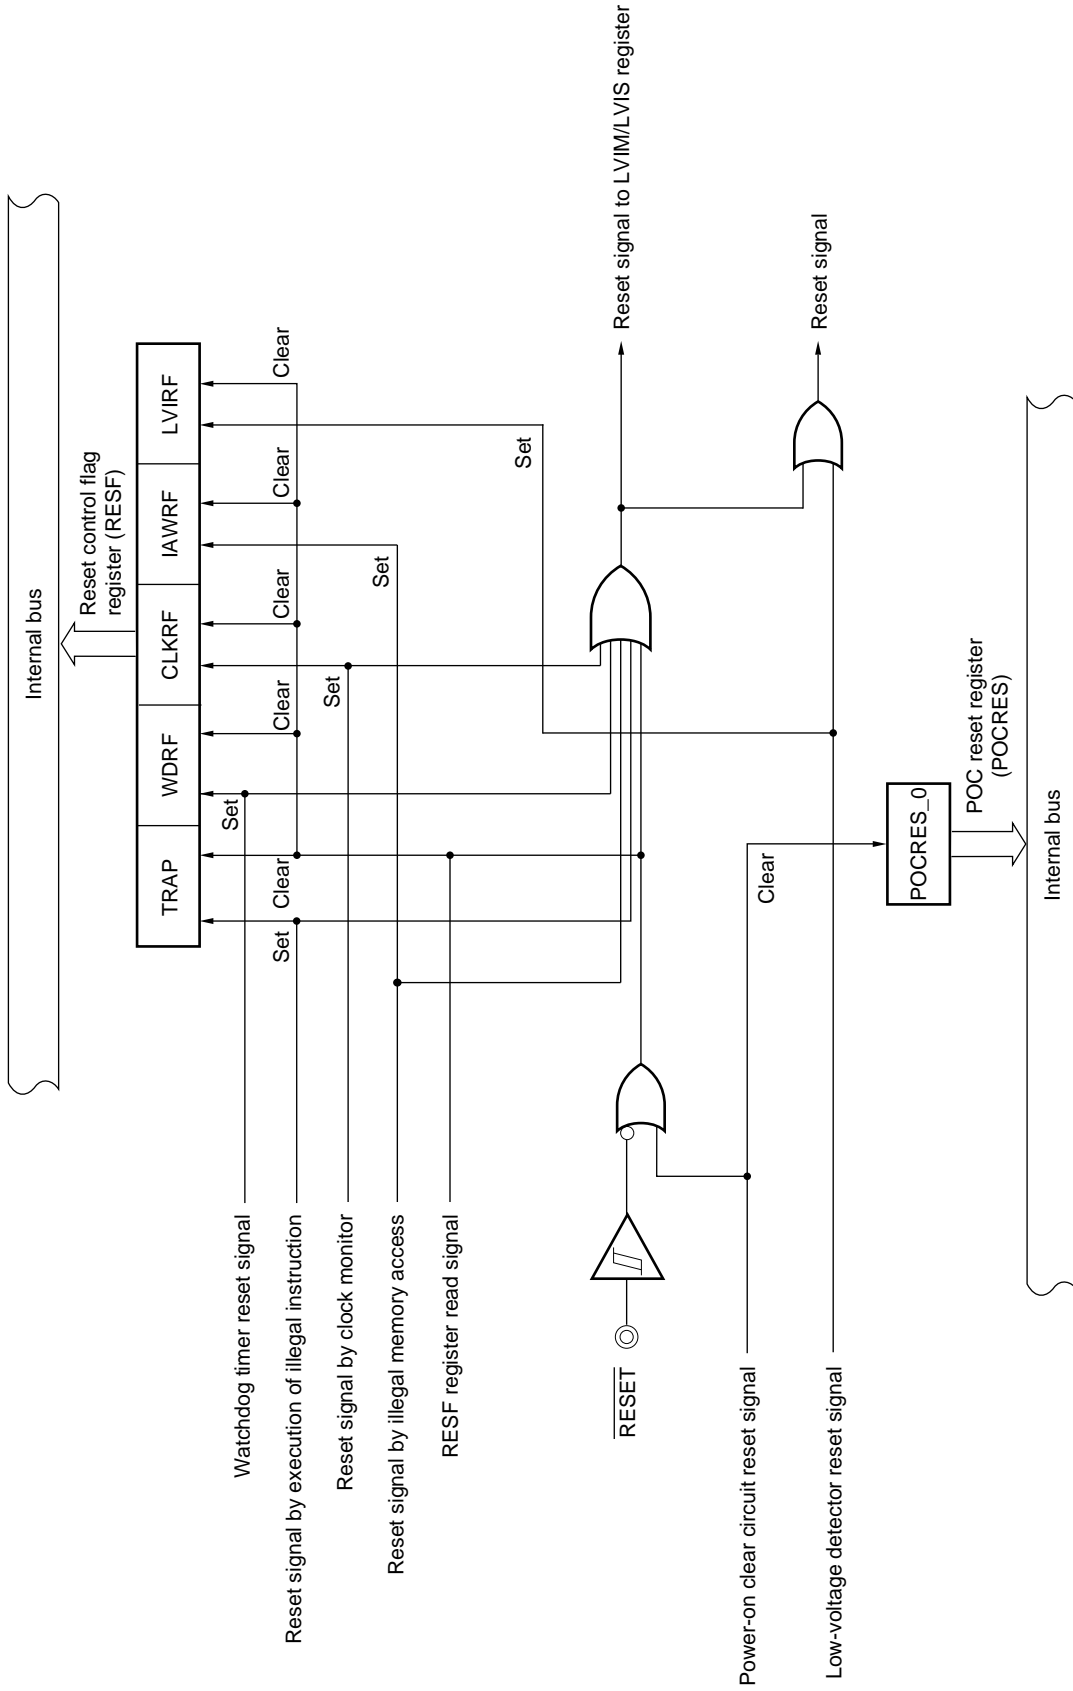 Internal bus
Reset control flag
register (RESF)
TRAP
WDRF
CLKRF
IAWRF
LVIRF
Set
Clear
Set
Clear
Set
Clear
Set
Clear
Set
Clear
Watchdog timer reset signal
Reset signal by execution of illegal instruction
Reset signal by clock monitor
Reset signal by illegal memory access
RESF register read signal
RESET
Reset signal to LVIM/LVIS register
Power-on clear circuit reset signal
Clear
Low-voltage detector reset signal
Reset signal
POCRES_0
POC reset register
(POCRES)
Internal bus